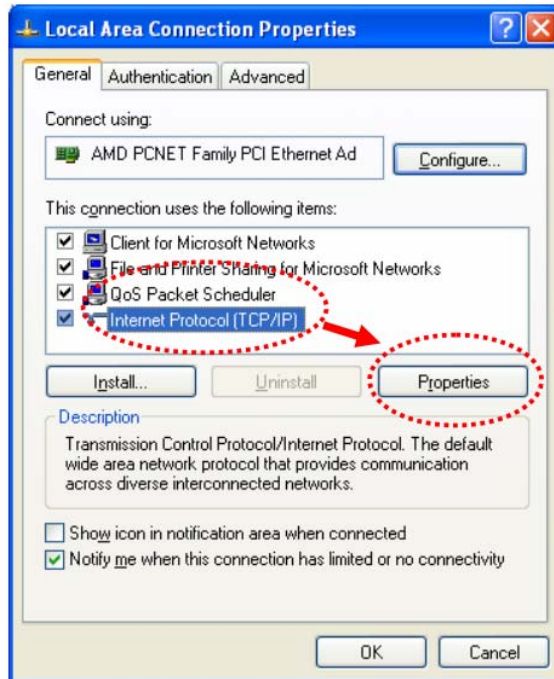 Local Area Connection Properties
General Authentication Advanced
Connect using:
AMD PCNET Family PCI Ethernet Ad Configure...
This connection uses the following items:
Client for Microsoft Networks
File and Printer Sharing for Microsoft Networks
QoS Packet Scheduler
Internet Protocol (TCP/IP)
Install... Uninstall Properties
Description
Transmission Control Protocol/Internet Protocol. The default
wide area network protocol that provides communication
across diverse interconnected networks.
Show icon in notification area when connected
Notify me when this connection has limited or no connectivity
OK Cancel